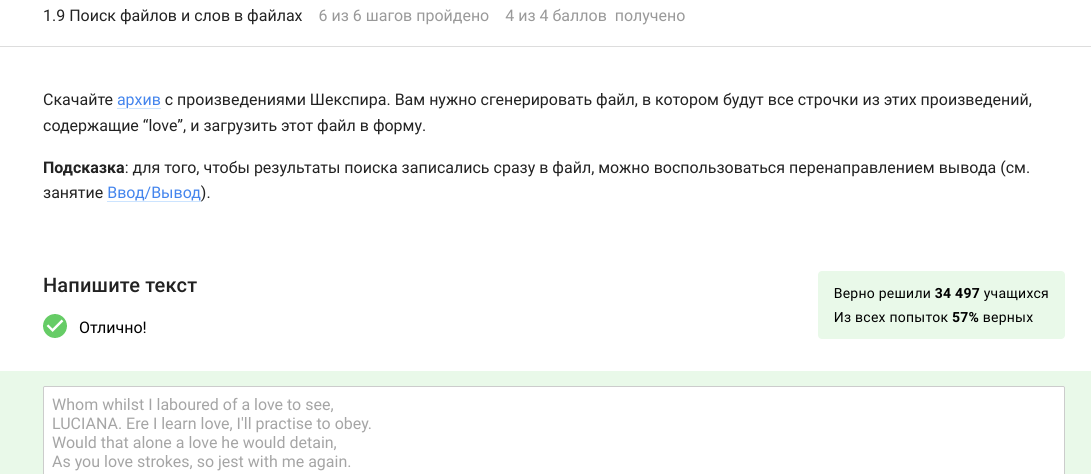 1.9 Поиск файлов и слов в файлах 6 из 6 шагов пройдено 4 из 4 баллов получено
Скачайте архив с произведениями Шекспира. Вам нужно сгенерировать файл, в котором будут все строчки из этих произведений,
содержащие “love”, и загрузить этот файл в форму.
Подсказка: для того, чтобы результаты поиска записались сразу в файл, можно воспользоваться перенаправлением вывода (см.
занятие Ввод/Вывод).
Напишите текст
Отлично!
Верно решили 34 497 учащихся
Из всех попыток 57% верных
Whom whilst I laboured of a love to see,
LUCIANA. Ere I learn love, I'll practise to obey.
Would that alone a love he would detain,
As you love strokes, so jest with me again.